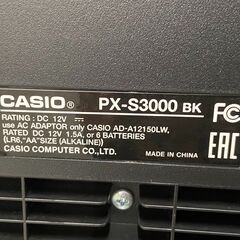 CASIO® PX-S3000 BK
RATING : DC 12V ⎓
use AC ADAPTOR only CASIO AD-A12150LW,
RATED DC 12V 1.5A. or 6 BATTERIES
(LR6,"AA"SIZE (ALKALINE))
CASIO COMPUTER CO.,LTD.
MADE IN CHINA
FC
EAC